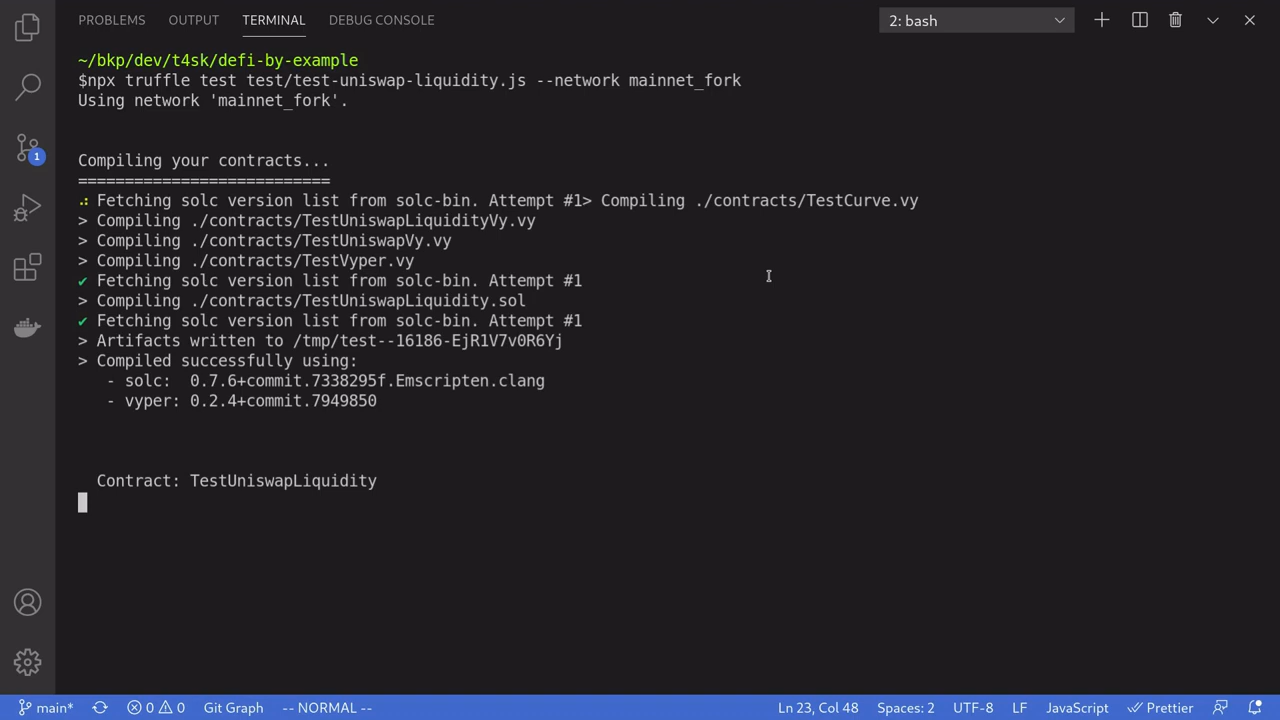 PROBLEMS OUTPUT TERMINAL DEBUG CONSOLE 2: bash
~/bkp/dev/t4sk/defi-by-example
$npx truffle test test/test-uniswap-liquidity.js --network mainnet_fork
Using network 'mainnet_fork'.
Compiling your contracts...
===========================
⠴ Fetching solc version list from solc-bin. Attempt #1> Compiling ./contracts/TestCurve.vy
> Compiling ./contracts/TestUniswapLiquidityVy.vy
> Compiling ./contracts/TestUniswapVy.vy
> Compiling ./contracts/TestVyper.vy
✔ Fetching solc version list from solc-bin. Attempt #1
> Compiling ./contracts/TestUniswapLiquidity.sol
✔ Fetching solc version list from solc-bin. Attempt #1
> Artifacts written to /tmp/test--16186-EjR1V7v0R6Yj
> Compiled successfully using:
- solc: 0.7.6+commit.7338295f.Emscripten.clang
- vyper: 0.2.4+commit.7949850
Contract: TestUniswapLiquidity
1
main* 0 0 Git Graph -- NORMAL -- Ln 23, Col 48 Spaces: 2 UTF-8 LF JavaScript Prettier